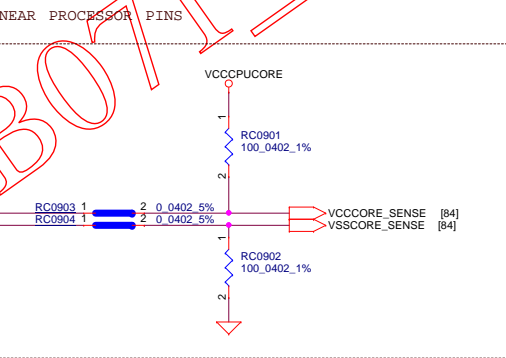 NEAR PROCESSOR PINS
VCCCPUCORE
1
RC0901
100_0402_1%
2
RC0903 1 2 0_0402_5%
RC0904 1 2 0_0402_5%
VCCCORE_SENSE [84]
VSSCORE_SENSE [84]
1
RC0902
100_0402_1%
2